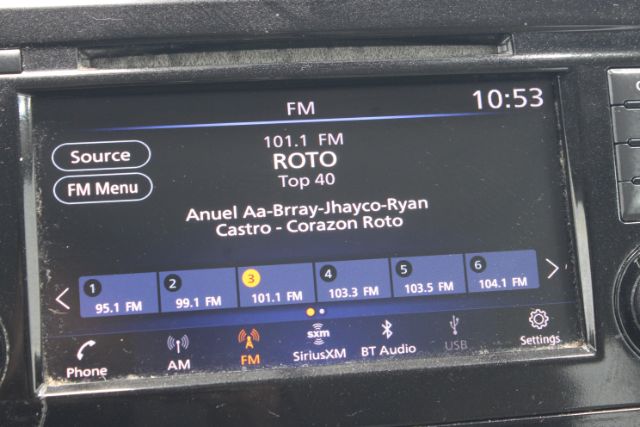 FM
10:53
101.1 FM
Source
ROTO
FM Menu
Top 40
Anuel Aa-Brray-Jhayco-Ryan
Castro - Corazon Roto
1 2 3 4 5 6
95.1 FM 99.1 FM 101.1 FM 103.3 FM 103.5 FM 104.1 FM
sxm
Phone AM FM SiriusXM BT Audio USB Settings